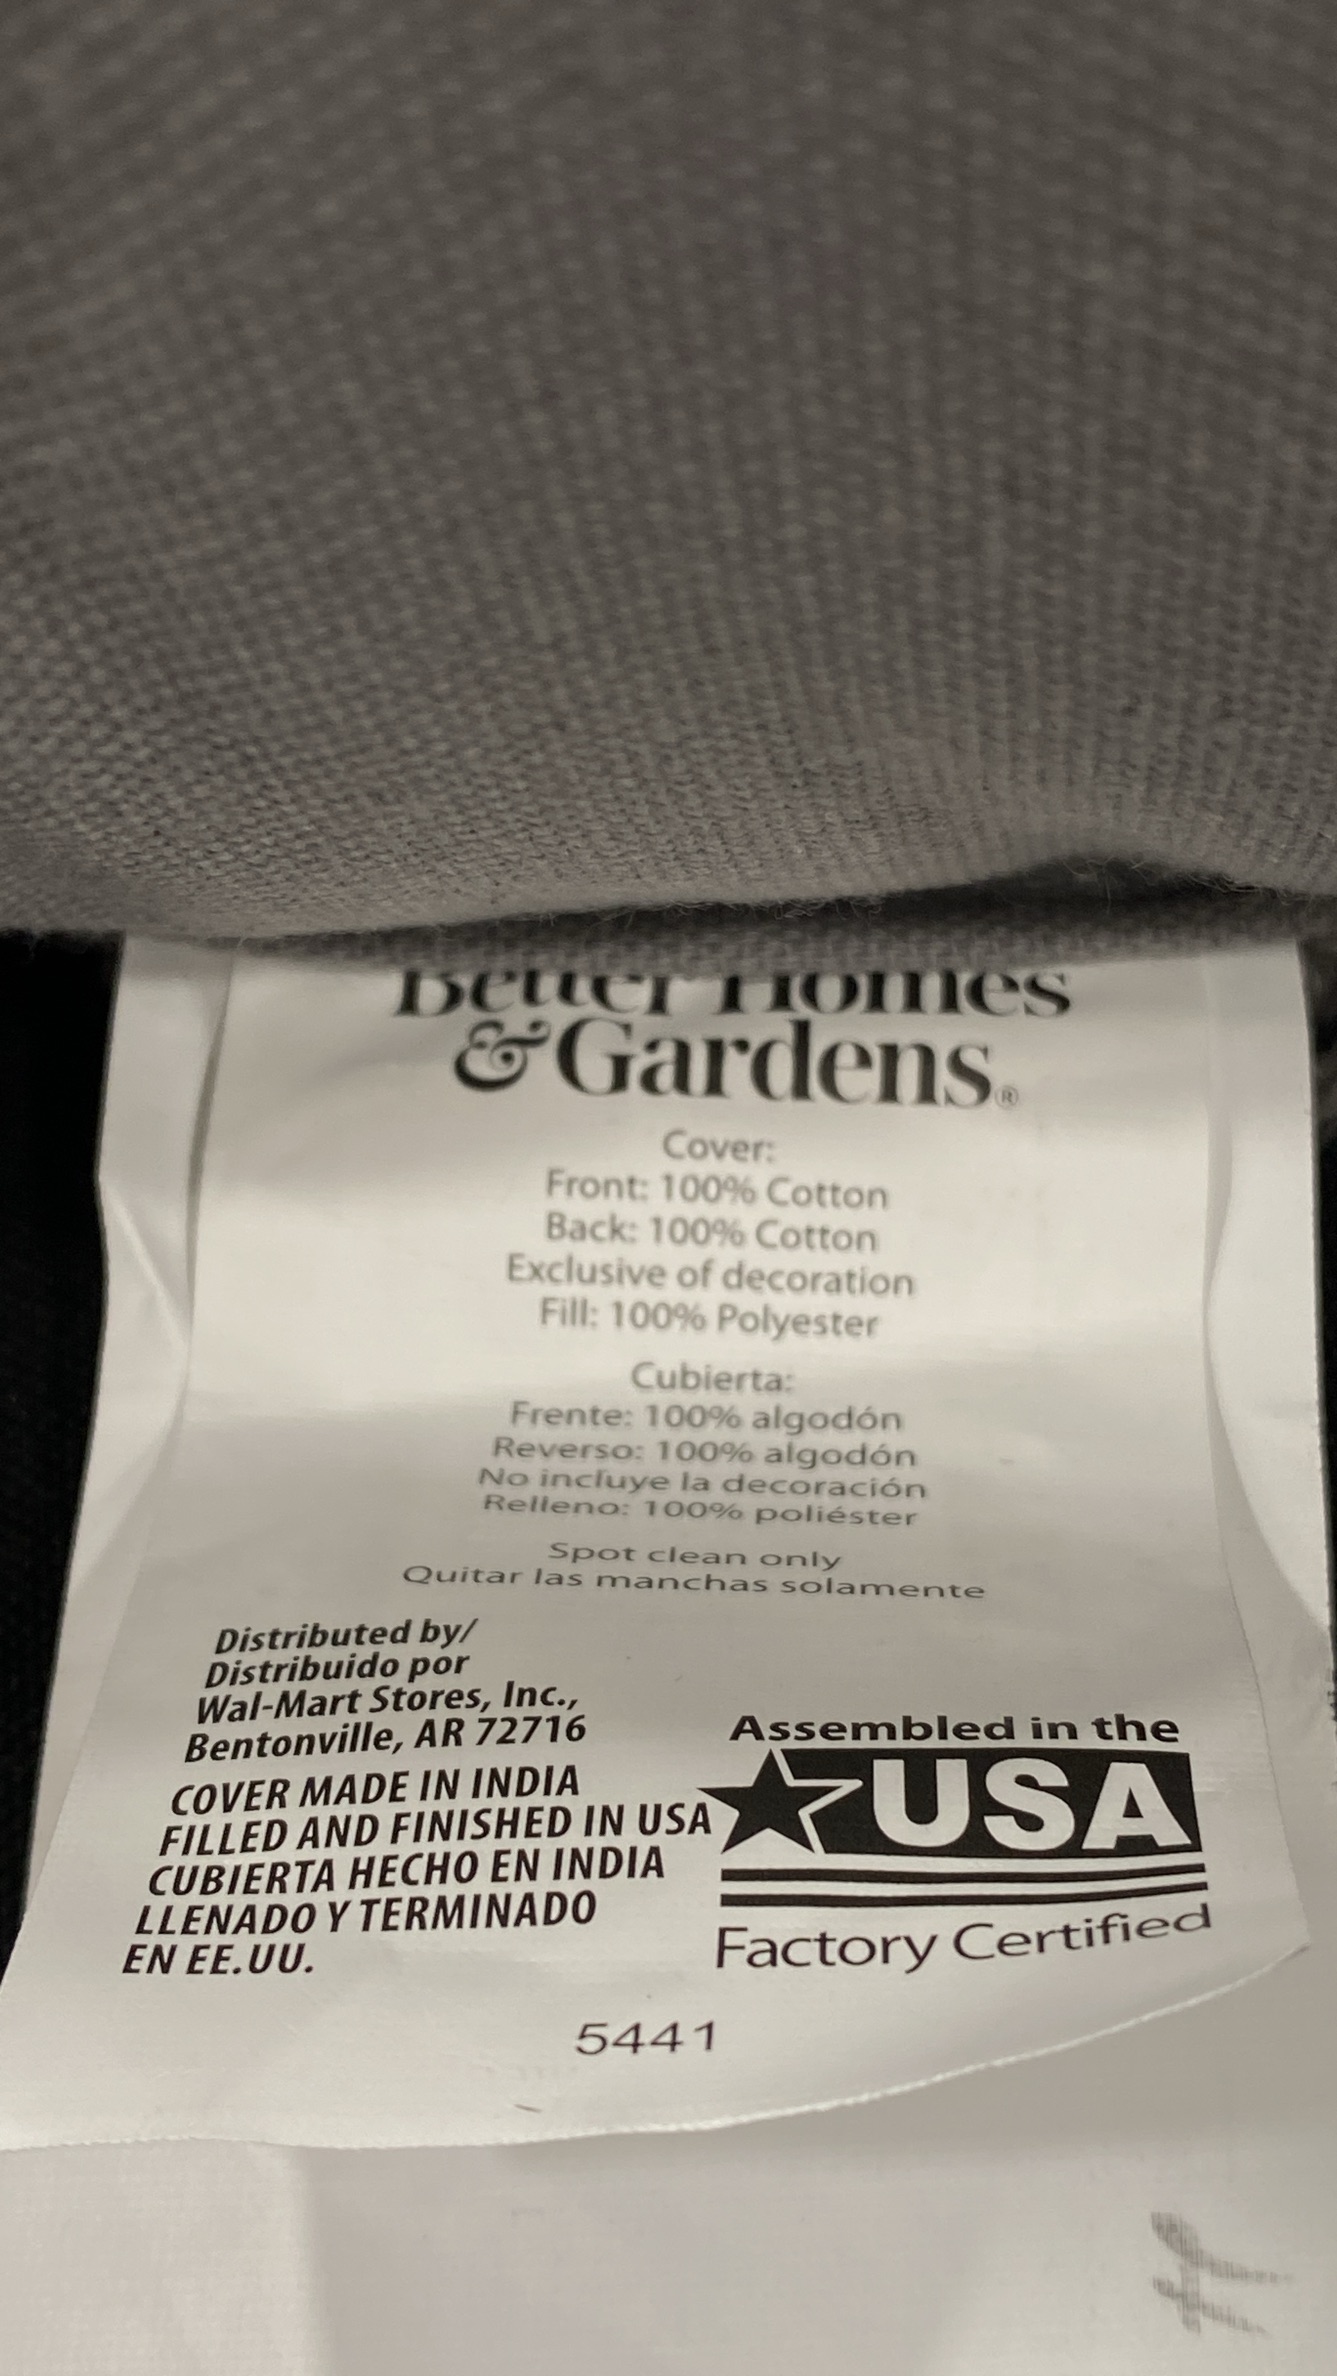 Better Homes
& Gardens®
Cover:
Front: 100% Cotton
Back: 100% Cotton
Exclusive of decoration
Fill: 100% Polyester
Cubierta:
Frente: 100% algodón
Reverso: 100% algodón
No incluye la decoración
Relleno: 100% poliéster
Spot clean only
Quitar las manchas solamente
Distributed by/
Distribuido por
Wal-Mart Stores, Inc.,
Bentonville, AR 72716
COVER MADE IN INDIA
FILLED AND FINISHED IN USA
CUBIERTA HECHO EN INDIA
LLENADO Y TERMINADO
EN EE.UU.
Assembled in the
USA
Factory Certified
5441